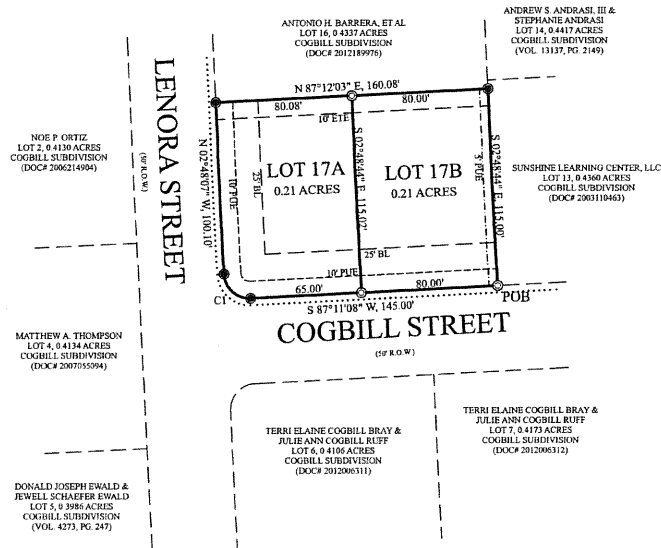 ANTONIO H. BARRERA, ET AL
LOT 16, 0.4337 ACRES
COGBILL SUBDIVISION
(DOC# 2012189976)
ANDREW S. ANDRASI, III &
STEPHANIE ANDRASI
LOT 14, 0.4417 ACRES
COGBILL SUBDIVISION
(VOL. 13137, PG. 2149)
NOE P. ORTIZ
LOT 2, 0.4130 ACRES
COGBILL SUBDIVISION
(DOC# 2006214904)
(50' R.O.W.)
LENORA STREET
N 02°48'07" W, 100.10'
N 87°12'03" E, 160.08'
80.08'
80.00'
10' ETE
10' PUE
25' BL
LOT 17A
0.21 ACRES
S 02°48'44" E, 115.02'
LOT 17B
0.21 ACRES
5' PUE
S 02°48'44" E, 115.00'
SUNSHINE LEARNING CENTER, LLC
LOT 13, 0.4360 ACRES
COGBILL SUBDIVISION
(DOC# 2003110463)
25' BL
10' PUE
C1
65.00'
80.00'
POB
S 87°11'08" W, 145.00'
COGBILL STREET
(50' R.O.W.)
MATTHEW A. THOMPSON
LOT 4, 0.4134 ACRES
COGBILL SUBDIVISION
(DOC# 2007055094)
TERRI ELAINE COGBILL BRAY &
JULIE ANN COGBILL RUFF
LOT 6, 0.4106 ACRES
COGBILL SUBDIVISION
(DOC# 2012006311)
TERRI ELAINE COGBILL BRAY &
JULIE ANN COGBILL RUFF
LOT 7, 0.4173 ACRES
COGBILL SUBDIVISION
(DOC# 2012006312)
DONALD JOSEPH EWALD &
JEWELL SCHAEFER EWALD
LOT 5, 0.3986 ACRES
COGBILL SUBDIVISION
(VOL. 4273, PG. 247)